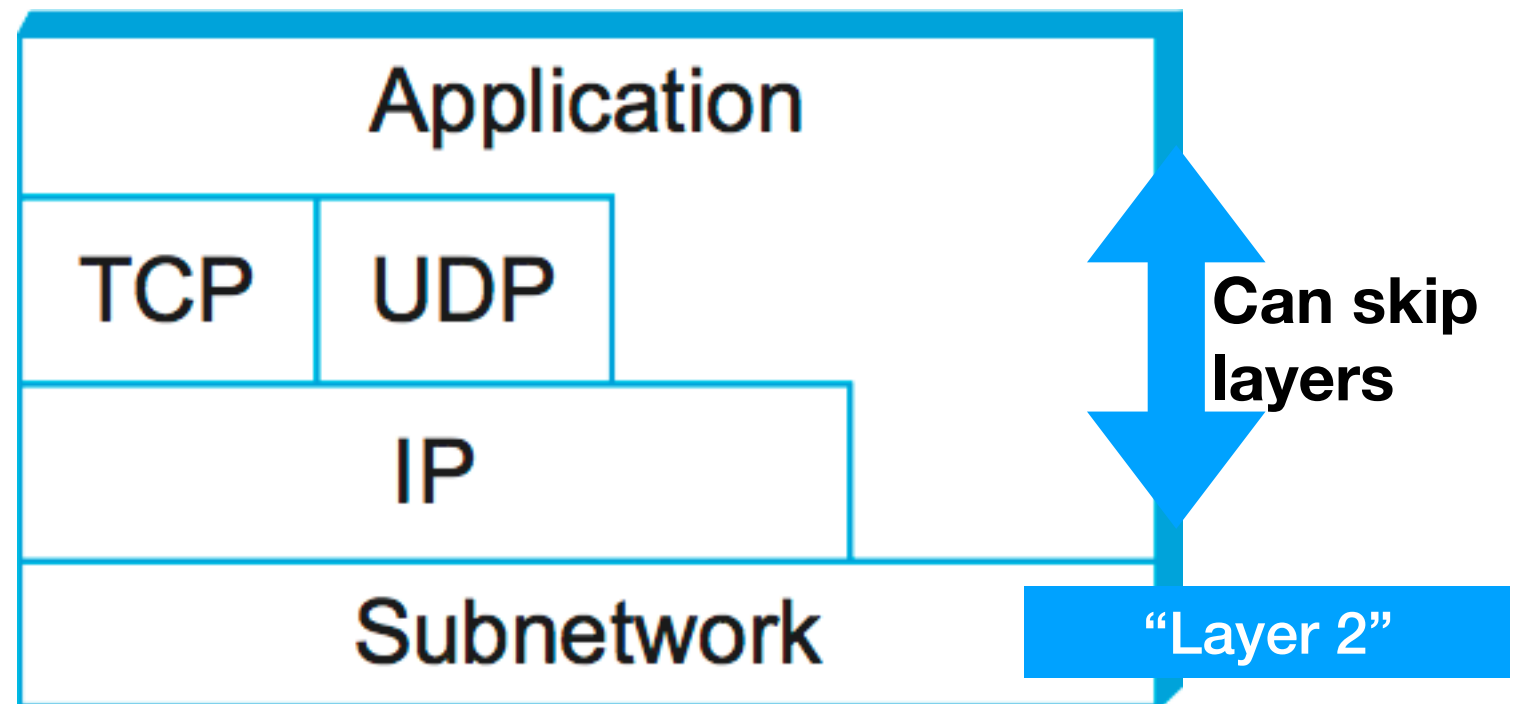 Application
TCP
UDP
Can skip
layers
IP
Subnetwork
“Layer 2”